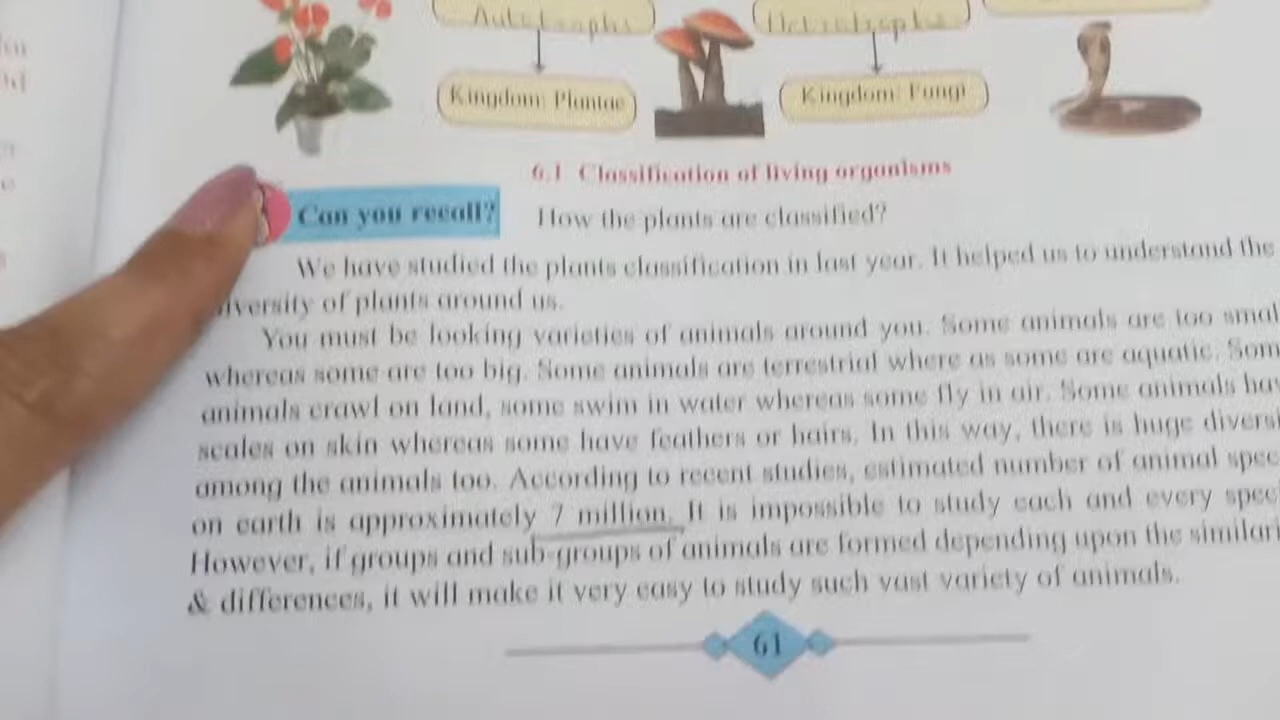 Autotrophs
Heterotrophs
Kingdom: Plantae
Kingdom: Fungi
6.1 Classification of living organisms
Can you recall? How the plants are classified?
We have studied the plants classification in last year. It helped us to understand the
iversity of plants around us.
You must be looking varieties of animals around you. Some animals are too smal
whereas some are too big. Some animals are terrestrial where as some are aquatic. Som
animals crawl on land, some swim in water whereas some fly in air. Some animals hav
scales on skin whereas some have feathers or hairs. In this way, there is huge diversi
among the animals too. According to recent studies, estimated number of animal spec
on earth is approximately 7 million. It is impossible to study each and every speci
However, if groups and sub-groups of animals are formed depending upon the similari
& differences, it will make it very easy to study such vast variety of animals.
61